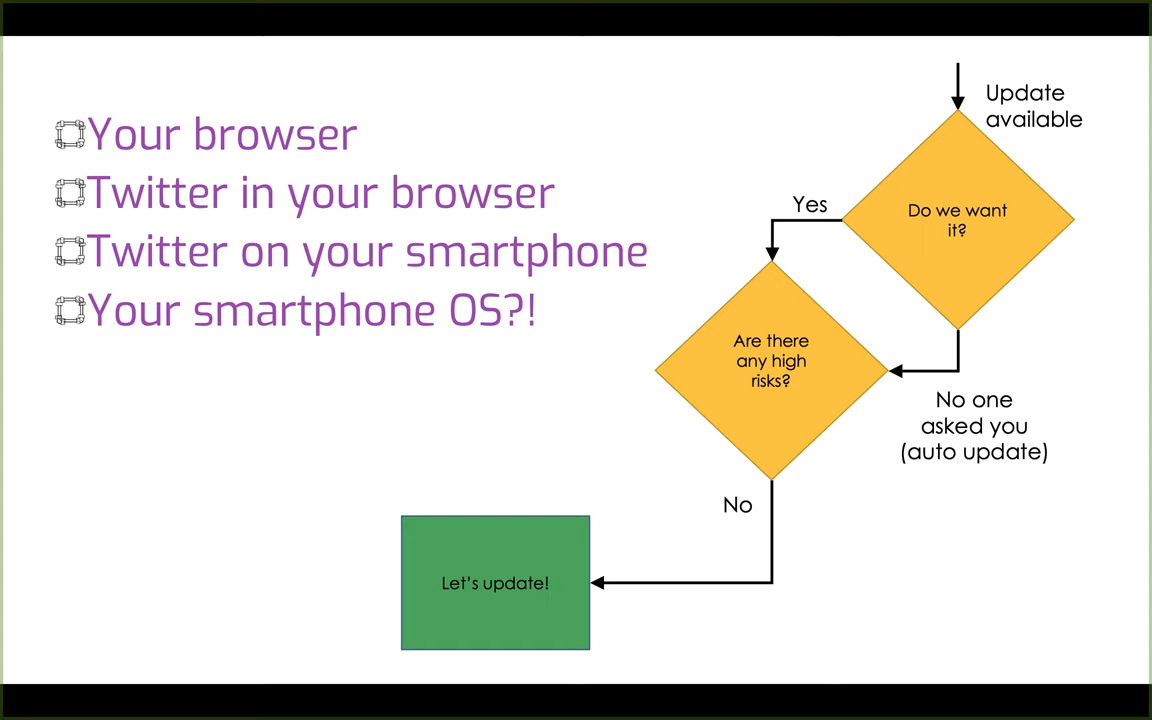 Your browser
Twitter in your browser
Twitter on your smartphone
Your smartphone OS?!
Update
available
Do we want
it?
Yes
Are there
any high
risks?
No one
asked you
(auto update)
No
Let's update!